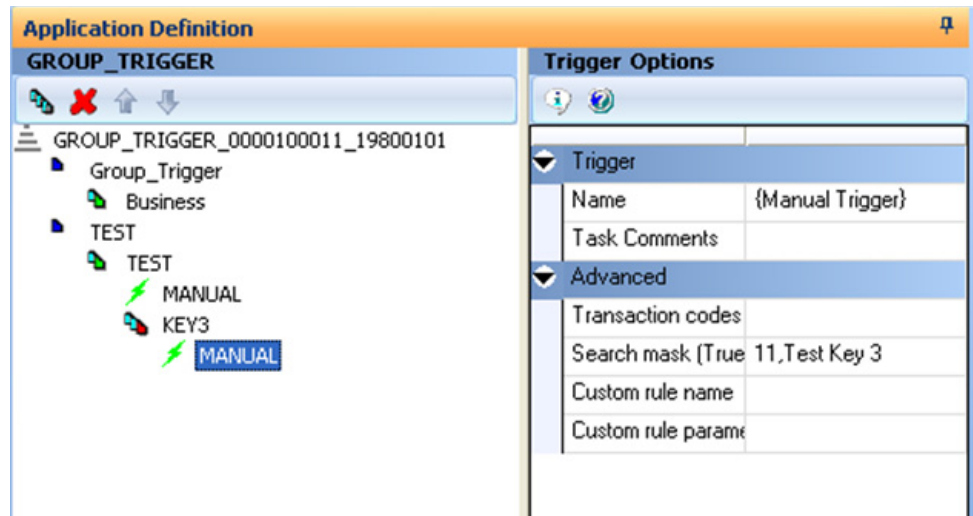 Application Definition
GROUP_TRIGGER
GROUP_TRIGGER_0000100011_19800101
Group_Trigger
Business
TEST
TEST
MANUAL
KEY3
MANUAL
Trigger Options
Trigger
Name {Manual Trigger}
Task Comments
Advanced
Transaction codes
Search mask (True 11,Test Key 3
Custom rule name
Custom rule parame